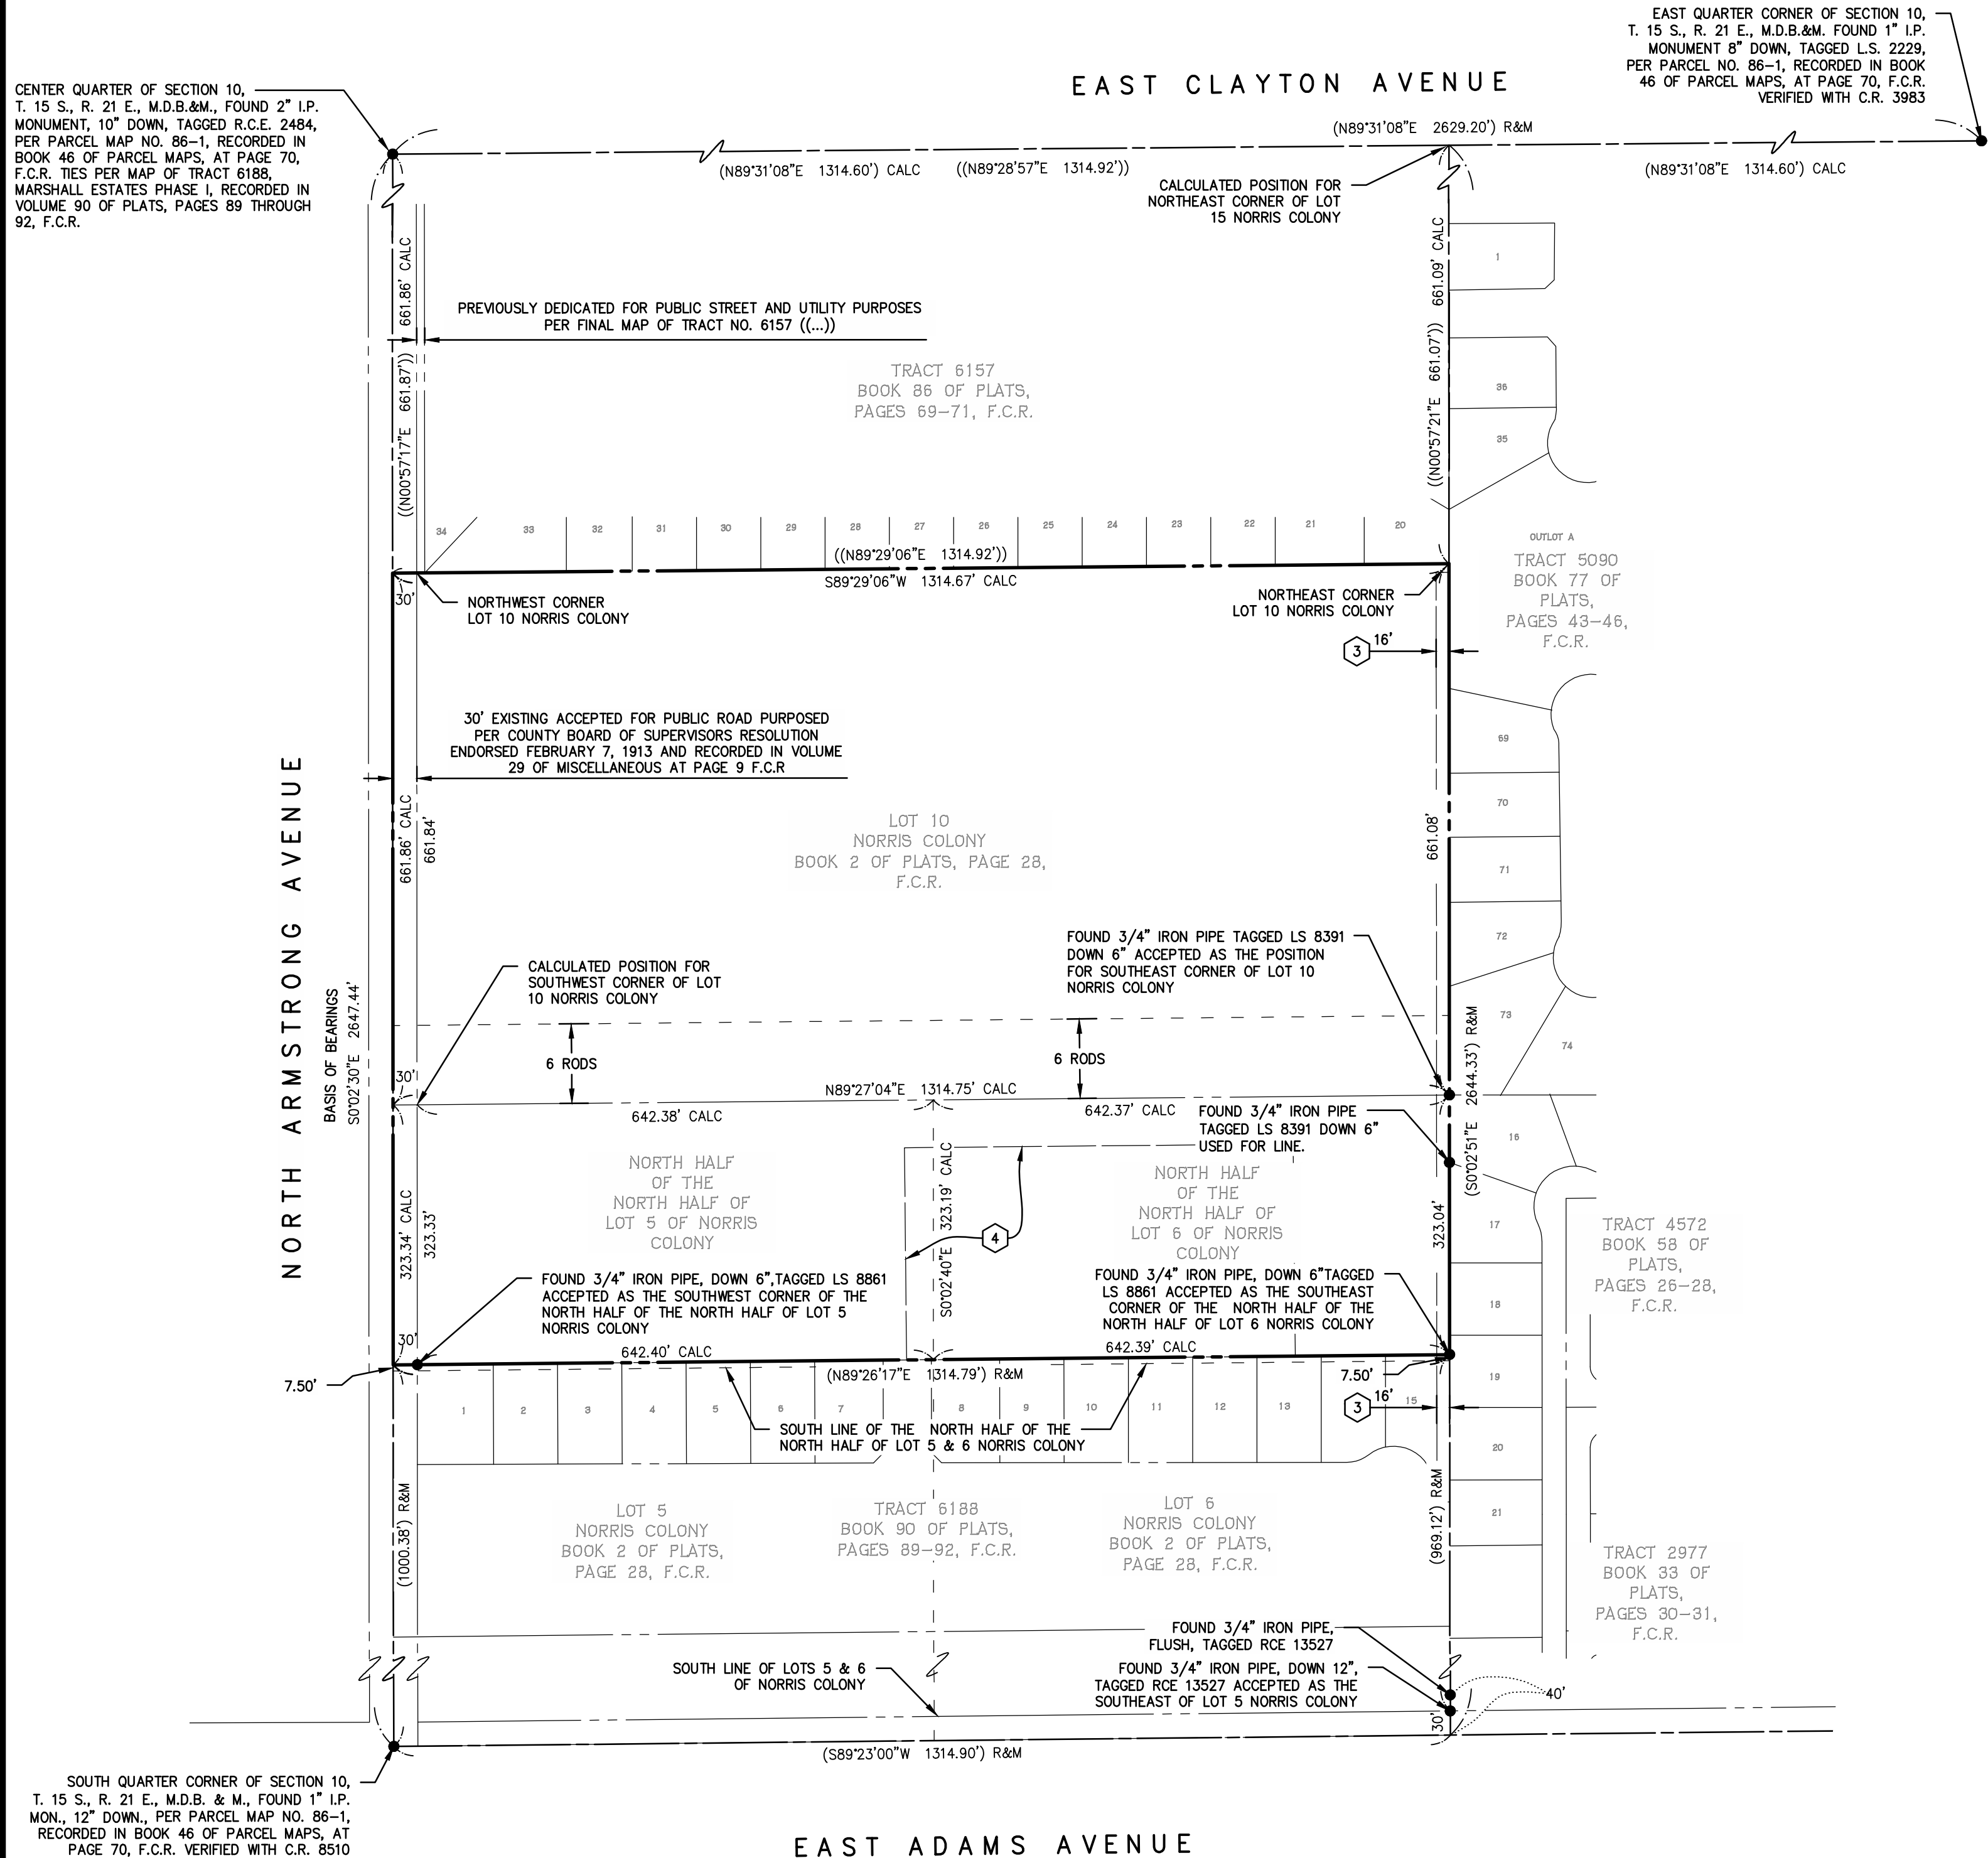 EAST QUARTER CORNER OF SECTION 10,
T. 15 S., R. 21 E., M.D.B.&M. FOUND 1" I.P.
MONUMENT 8" DOWN, TAGGED L.S. 2229,
PER PARCEL NO. 86-1, RECORDED IN BOOK
46 OF PARCEL MAPS, AT PAGE 70, F.C.R.
VERIFIED WITH C.R. 3983
EAST CLAYTON AVENUE
CENTER QUARTER OF SECTION 10,
T. 15 S., R. 21 E., M.D.B.&M., FOUND 2" I.P.
MONUMENT, 10" DOWN, TAGGED R.C.E. 2484,
PER PARCEL MAP NO. 86-1, RECORDED IN
BOOK 46 OF PARCEL MAPS, AT PAGE 70,
F.C.R. TIES PER MAP OF TRACT 6188,
MARSHALL ESTATES PHASE I, RECORDED IN
VOLUME 90 OF PLATS, PAGES 89 THROUGH
92, F.C.R.
(N89°31'08"E 2629.20') R&M
(N89°31'08"E 1314.60') CALC
((N89°28'57"E 1314.92'))
(N89°31'08"E 1314.60') CALC
CALCULATED POSITION FOR
NORTHEAST CORNER OF LOT
15 NORRIS COLONY
661.86' CALC
((N00°57'17"E 661.87'))
661.09' CALC
((N00°57'21"E 661.07'))
1
PREVIOUSLY DEDICATED FOR PUBLIC STREET AND UTILITY PURPOSES
PER FINAL MAP OF TRACT NO. 6157 ((...))
TRACT 6157
BOOK 86 OF PLATS,
PAGES 69-71, F.C.R.
36
35
34
33
32
31
30
29
28
27
26
25
24
23
22
21
20
((N89°29'06"E 1314.92'))
S89°29'06"W 1314.67' CALC
OUTLOT A
TRACT 5090
BOOK 77 OF
PLATS,
PAGES 43-46,
F.C.R.
30'
NORTHWEST CORNER
LOT 10 NORRIS COLONY
NORTHEAST CORNER
LOT 10 NORRIS COLONY
3
16'
30' EXISTING ACCEPTED FOR PUBLIC ROAD PURPOSED
PER COUNTY BOARD OF SUPERVISORS RESOLUTION
ENDORSED FEBRUARY 7, 1913 AND RECORDED IN VOLUME
29 OF MISCELLANEOUS AT PAGE 9 F.C.R
69
70
71
72
73
74
NORTH ARMSTRONG AVENUE
BASIS OF BEARINGS
S0°02'30"E 2647.44'
661.86' CALC
661.84'
661.08'
LOT 10
NORRIS COLONY
BOOK 2 OF PLATS, PAGE 28,
F.C.R.
FOUND 3/4" IRON PIPE TAGGED LS 8391
DOWN 6" ACCEPTED AS THE POSITION
FOR SOUTHEAST CORNER OF LOT 10
NORRIS COLONY
CALCULATED POSITION FOR
SOUTHWEST CORNER OF LOT
10 NORRIS COLONY
6 RODS
6 RODS
(S0°02'51"E 2644.33') R&M
30'
N89°27'04"E 1314.75' CALC
642.38' CALC
642.37' CALC
FOUND 3/4" IRON PIPE
TAGGED LS 8391 DOWN 6"
USED FOR LINE.
16
17
18
NORTH HALF
OF THE
NORTH HALF OF
LOT 5 OF NORRIS
COLONY
S0°02'40"E 323.19' CALC
4
NORTH HALF
OF THE
NORTH HALF OF
LOT 6 OF NORRIS
COLONY
323.34' CALC
323.33'
323.04'
TRACT 4572
BOOK 58 OF
PLATS,
PAGES 26-28,
F.C.R.
FOUND 3/4" IRON PIPE, DOWN 6",TAGGED LS 8861
ACCEPTED AS THE SOUTHWEST CORNER OF THE
NORTH HALF OF THE NORTH HALF OF LOT 5
NORRIS COLONY
FOUND 3/4" IRON PIPE, DOWN 6"TAGGED
LS 8861 ACCEPTED AS THE SOUTHEAST
CORNER OF THE NORTH HALF OF THE
NORTH HALF OF LOT 6 NORRIS COLONY
30'
642.40' CALC
642.39' CALC
(N89°26'17"E 1314.79') R&M
7.50'
7.50'
3
16'
1
2
3
4
5
6
7
8
9
10
11
12
13
15
19
20
21
SOUTH LINE OF THE NORTH HALF OF THE
NORTH HALF OF LOT 5 & 6 NORRIS COLONY
(1000.38') R&M
(969.12') R&M
LOT 5
NORRIS COLONY
BOOK 2 OF PLATS,
PAGE 28, F.C.R.
TRACT 6188
BOOK 90 OF PLATS,
PAGES 89-92, F.C.R.
LOT 6
NORRIS COLONY
BOOK 2 OF PLATS,
PAGE 28, F.C.R.
TRACT 2977
BOOK 33 OF
PLATS,
PAGES 30-31,
F.C.R.
FOUND 3/4" IRON PIPE,
FLUSH, TAGGED RCE 13527
SOUTH LINE OF LOTS 5 & 6
OF NORRIS COLONY
FOUND 3/4" IRON PIPE, DOWN 12",
TAGGED RCE 13527 ACCEPTED AS THE
SOUTHEAST OF LOT 5 NORRIS COLONY
40'
30'
(S89°23'00"W 1314.90') R&M
SOUTH QUARTER CORNER OF SECTION 10,
T. 15 S., R. 21 E., M.D.B. & M., FOUND 1" I.P.
MON., 12" DOWN., PER PARCEL MAP NO. 86-1,
RECORDED IN BOOK 46 OF PARCEL MAPS, AT
PAGE 70, F.C.R. VERIFIED WITH C.R. 8510
EAST ADAMS AVENUE